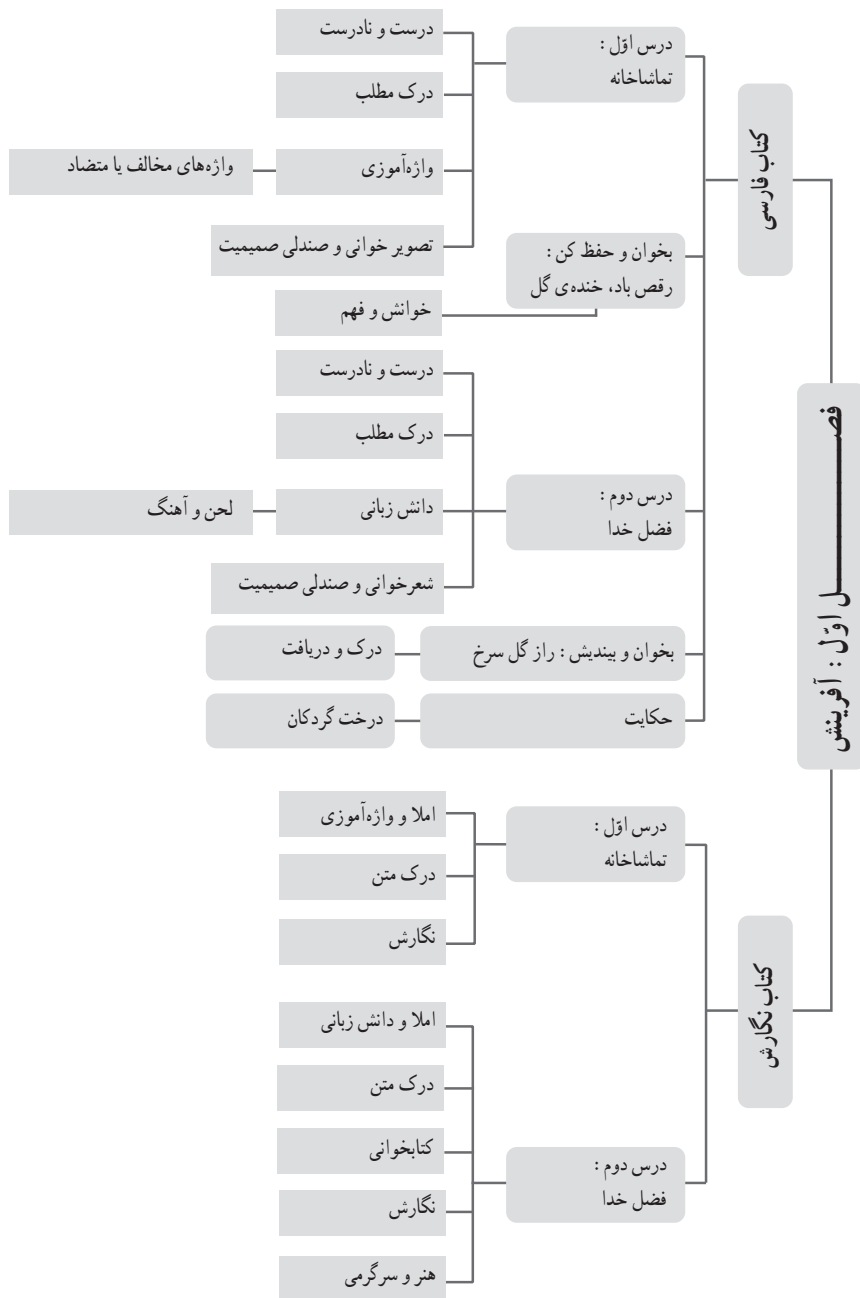 فصل اوّل : آفرینش
کتاب فارسی
درس اوّل :
تماشاخانه
درست و نادرست
درک مطلب
واژه‌آموزی
واژه‌های مخالف یا متضاد
تصویر خوانی و صندلی صمیمیت
بخوان و حفظ کن :
رقص باد، خنده‌ی گل
خوانش و فهم
درس دوم :
فضل خدا
درست و نادرست
درک مطلب
دانش زبانی
لحن و آهنگ
شعرخوانی و صندلی صمیمیت
بخوان و بیندیش : راز گل سرخ
درک و دریافت
حکایت
درخت گردکان
کتاب نگارش
درس اوّل :
تماشاخانه
املا و واژه‌آموزی
درک متن
نگارش
درس دوم :
فضل خدا
املا و دانش زبانی
درک متن
کتابخوانی
نگارش
هنر و سرگرمی